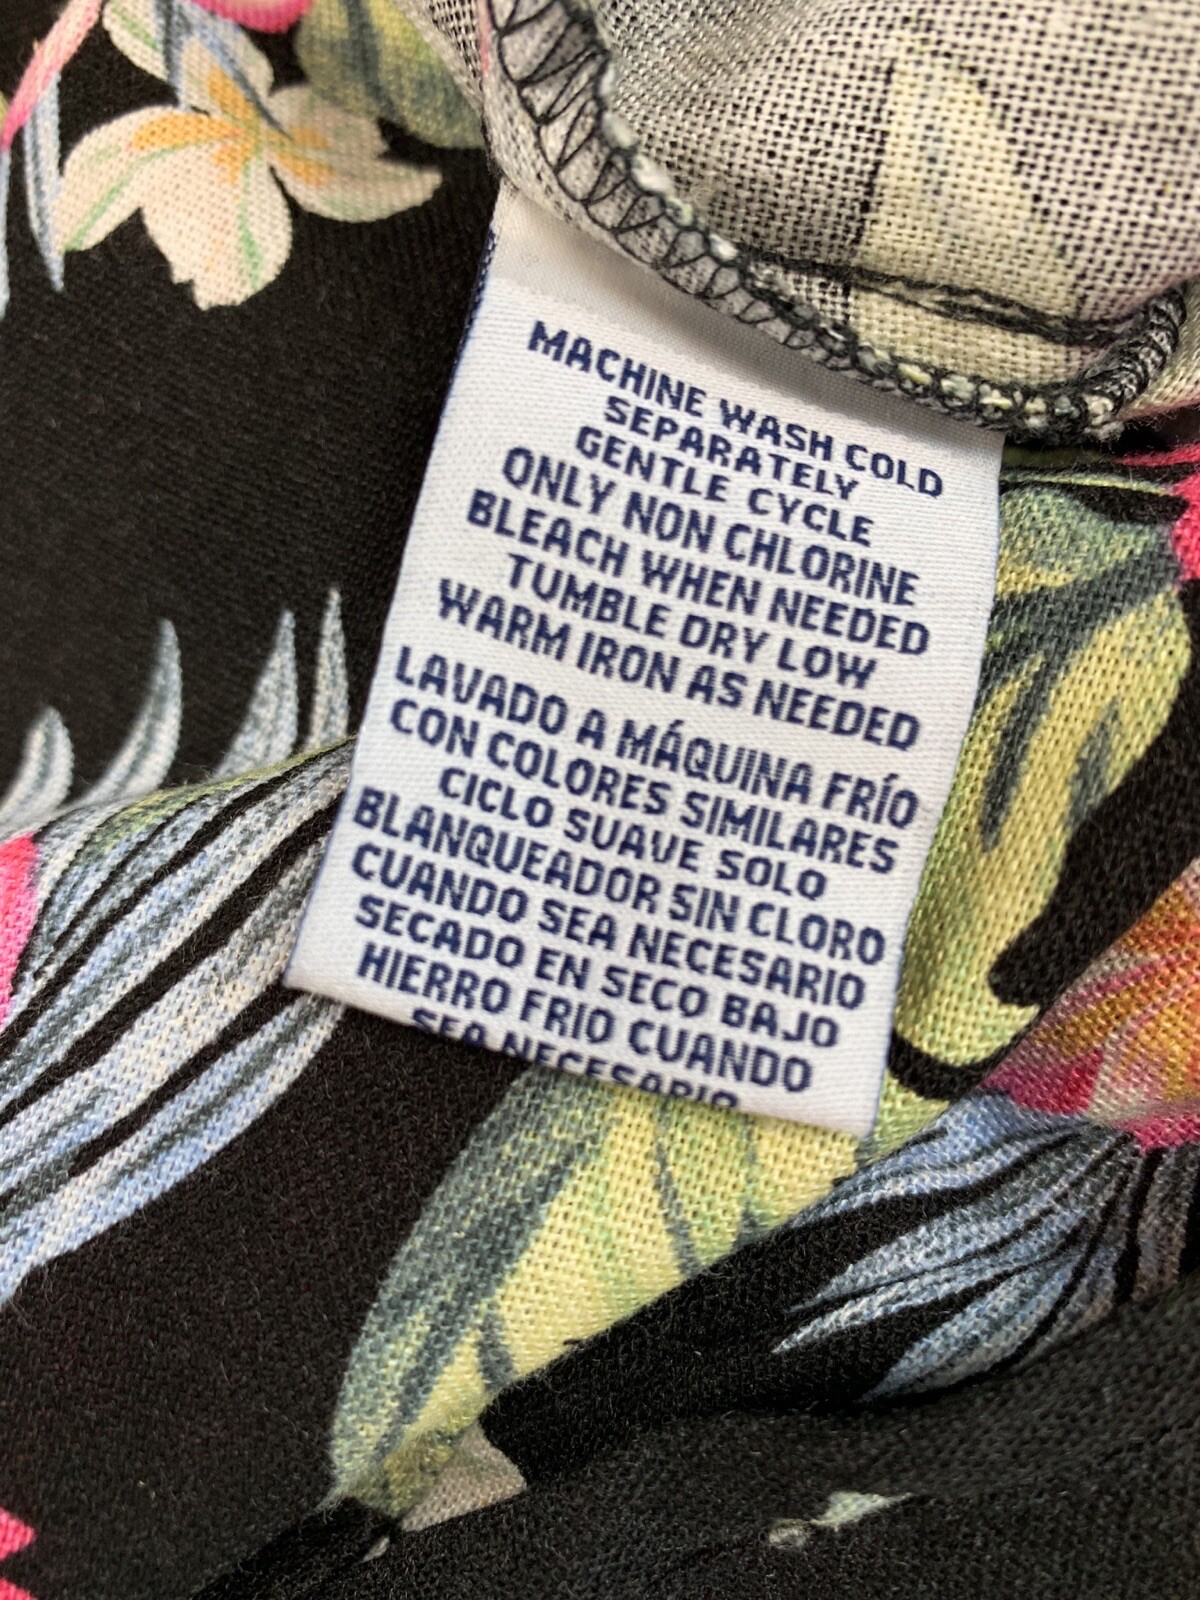 MACHINE WASH COLD
SEPARATELY
GENTLE CYCLE
ONLY NON CHLORINE
BLEACH WHEN NEEDED
TUMBLE DRY LOW
WARM IRON AS NEEDED
LAVADO A MÁQUINA FRÍO
CON COLORES SIMILARES
CICLO SUAVE SOLO
BLANQUEADOR SIN CLORO
CUANDO SEA NECESARIO
SECADO EN SECO BAJO
HIERRO FRIO CUANDO
SEA NECESARIO